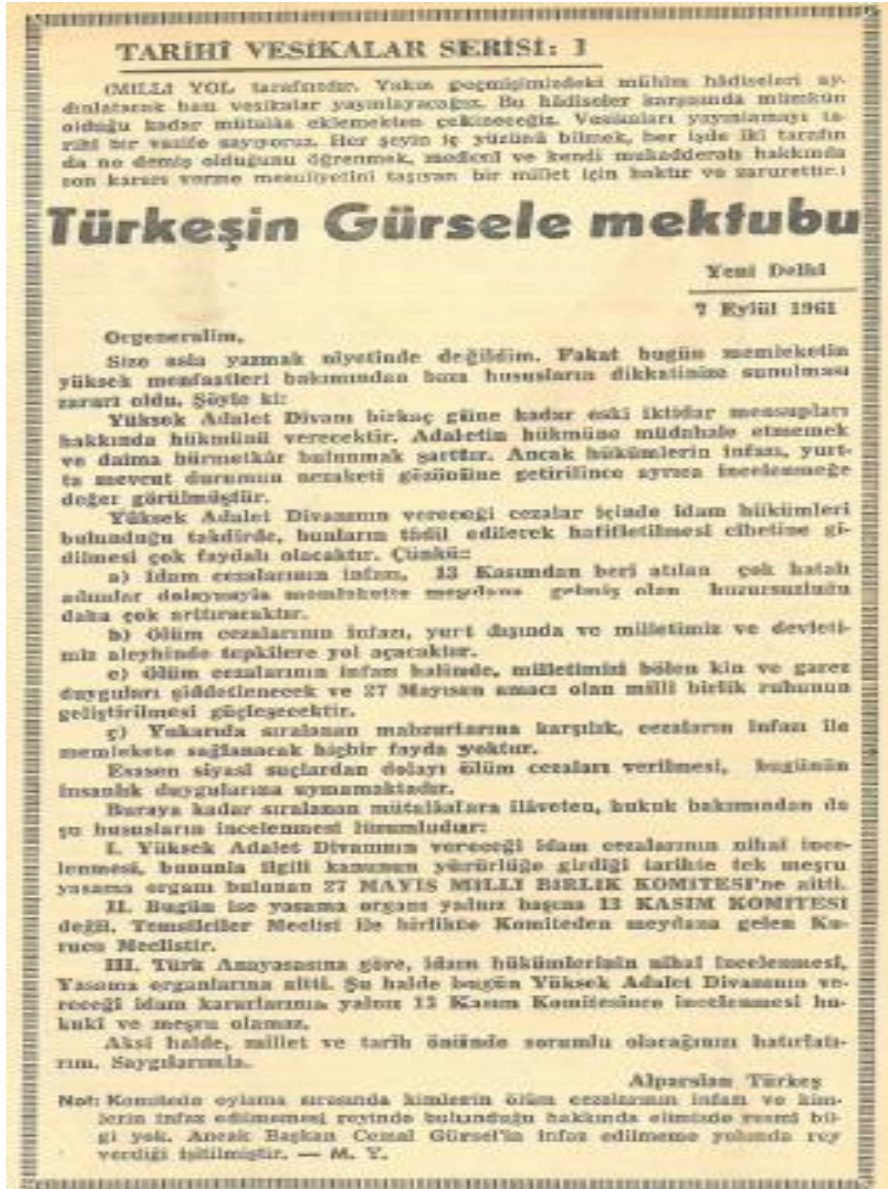 TARİHÎ VESİKALAR SERİSİ: 1
(MİLLÎ YOL tarafından. Yakın geçmişimizdeki mühim hâdiseleri ay-
dınlatacak bazı vesikalar yayınlayacağız. Bu hâdiseler karşısında mümkün
olduğu kadar mütalâa eklemekten çekineceğiz. Vesikaları yayınlamayı ta-
rihî bir vazife sayıyoruz. Her şeyin iç yüzünü bilmek, her işde iki tarafın
da ne demiş olduğunu öğrenmek, medenî ve kendi mukadderatı hakkında
son kararı verme mesuliyetini taşıyan bir millet için haktır ve zarurettir.)
Türkeşin Gürsele mektubu
Yeni Delhi
7 Eylül 1961
Orgeneralim,
Size asla yazmak niyetinde değildim. Fakat bugün memleketin
yüksek menfaatleri bakımından bazı hususların dikkatinize sunulması
zarurî oldu. Şöyle ki:
Yüksek Adalet Divanı birkaç güne kadar eski iktidar mensupları
hakkında hükmünü verecektir. Adaletin hükmüne müdahale etmemek
ve daima hürmetkâr bulunmak şarttır. Ancak hükümlerin infazı, yurt-
ta mevcut durumun nezaketi gözönüne getirilince ayrıca incelenmeğe
değer görülmüştür.
Yüksek Adalet Divanının vereceği cezalar içinde idam hükümleri
bulunduğu takdirde, bunların tâdil edilerek hafifletilmesi cihetine gi-
dilmesi çok faydalı olacaktır. Çünkü:
a) İdam cezalarının infazı, 13 Kasımdan beri atılan çok hatalı
adımlar dolayısıyla memlekette meydana gelmiş olan huzursuzluğu
daha çok arttıracaktır.
b) Ölüm cezalarının infazı, yurt dışında ve milletimiz ve devleti-
miz aleyhinde tepkilere yol açacaktır.
c) Ölüm cezalarının infazı halinde, milletimizi bölen kin ve garez
duyguları şiddetlenecek ve 27 Mayısın amacı olan millî birlik ruhunun
geliştirilmesi güçleşecektir.
ç) Yukarıda sıralanan mahzurlarına karşılık, cezaların infazı ile
memlekete sağlanacak hiçbir fayda yoktur.
Esasen siyasî suçlardan dolayı ölüm cezaları verilmesi, bugünün
insanlık duygularına uymamaktadır.
Buraya kadar sıralanan mütalâalara ilâveten, hukuk bakımından da
şu hususların incelenmesi lüzumludur:
I. Yüksek Adalet Divanının vereceği idam cezalarının nihaî ince-
lenmesi, bununla ilgili kanunun yürürlüğe girdiği tarihte tek meşru
yasama organı bulunan 27 MAYIS MİLLÎ BİRLİK KOMİTESİ'ne aitti.
II. Bugün ise yasama organı yalnız başına 13 KASIM KOMİTESİ
değil, Temsilciler Meclisi ile birlikte Komiteden meydana gelen Ku-
rucu Meclistir.
III. Türk Anayasasına göre, idam hükümlerinin nihaî incelenmesi,
Yasama organlarına aitti. Şu halde bugün Yüksek Adalet Divanının ve-
receği idam kararlarının yalnız 13 Kasım Komitesince incelenmesi hu-
kukî ve meşru olamaz.
Aksi halde, millet ve tarih önünde sorumlu olacağınızı hatırlatı-
rım. Saygılarımla.
Alparslan Türkeş
Not: Komitede oylama sırasında kimlerin ölüm cezalarının infazı ve kim-
lerin infaz edilmemesi reyinde bulunduğu hakkında elimizde resmî bil-
gi yok. Ancak Başkan Cemal Gürsel'in infaz edilmeme yolunda rey
verdiği işitilmiştir. — M. Y.